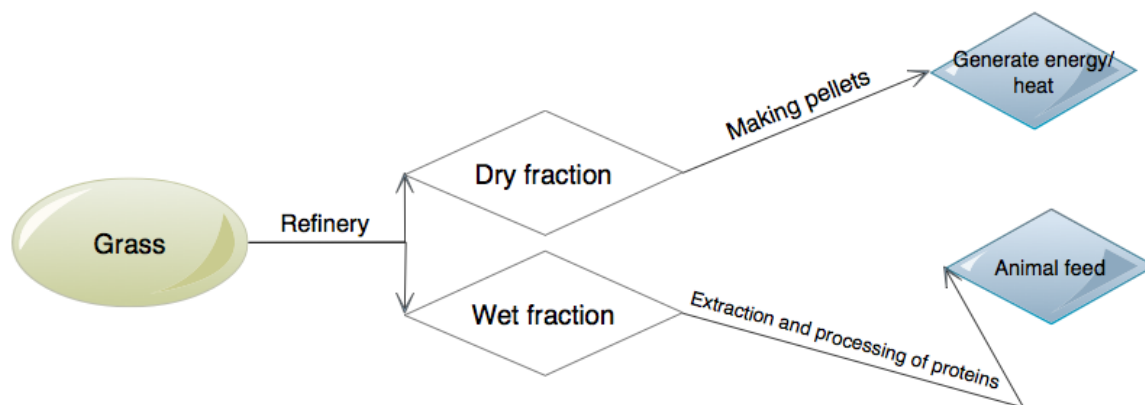 Grass
Refinery
Dry fraction
Making pellets
Generate energy/
heat
Wet fraction
Extraction and processing of proteins
Animal feed